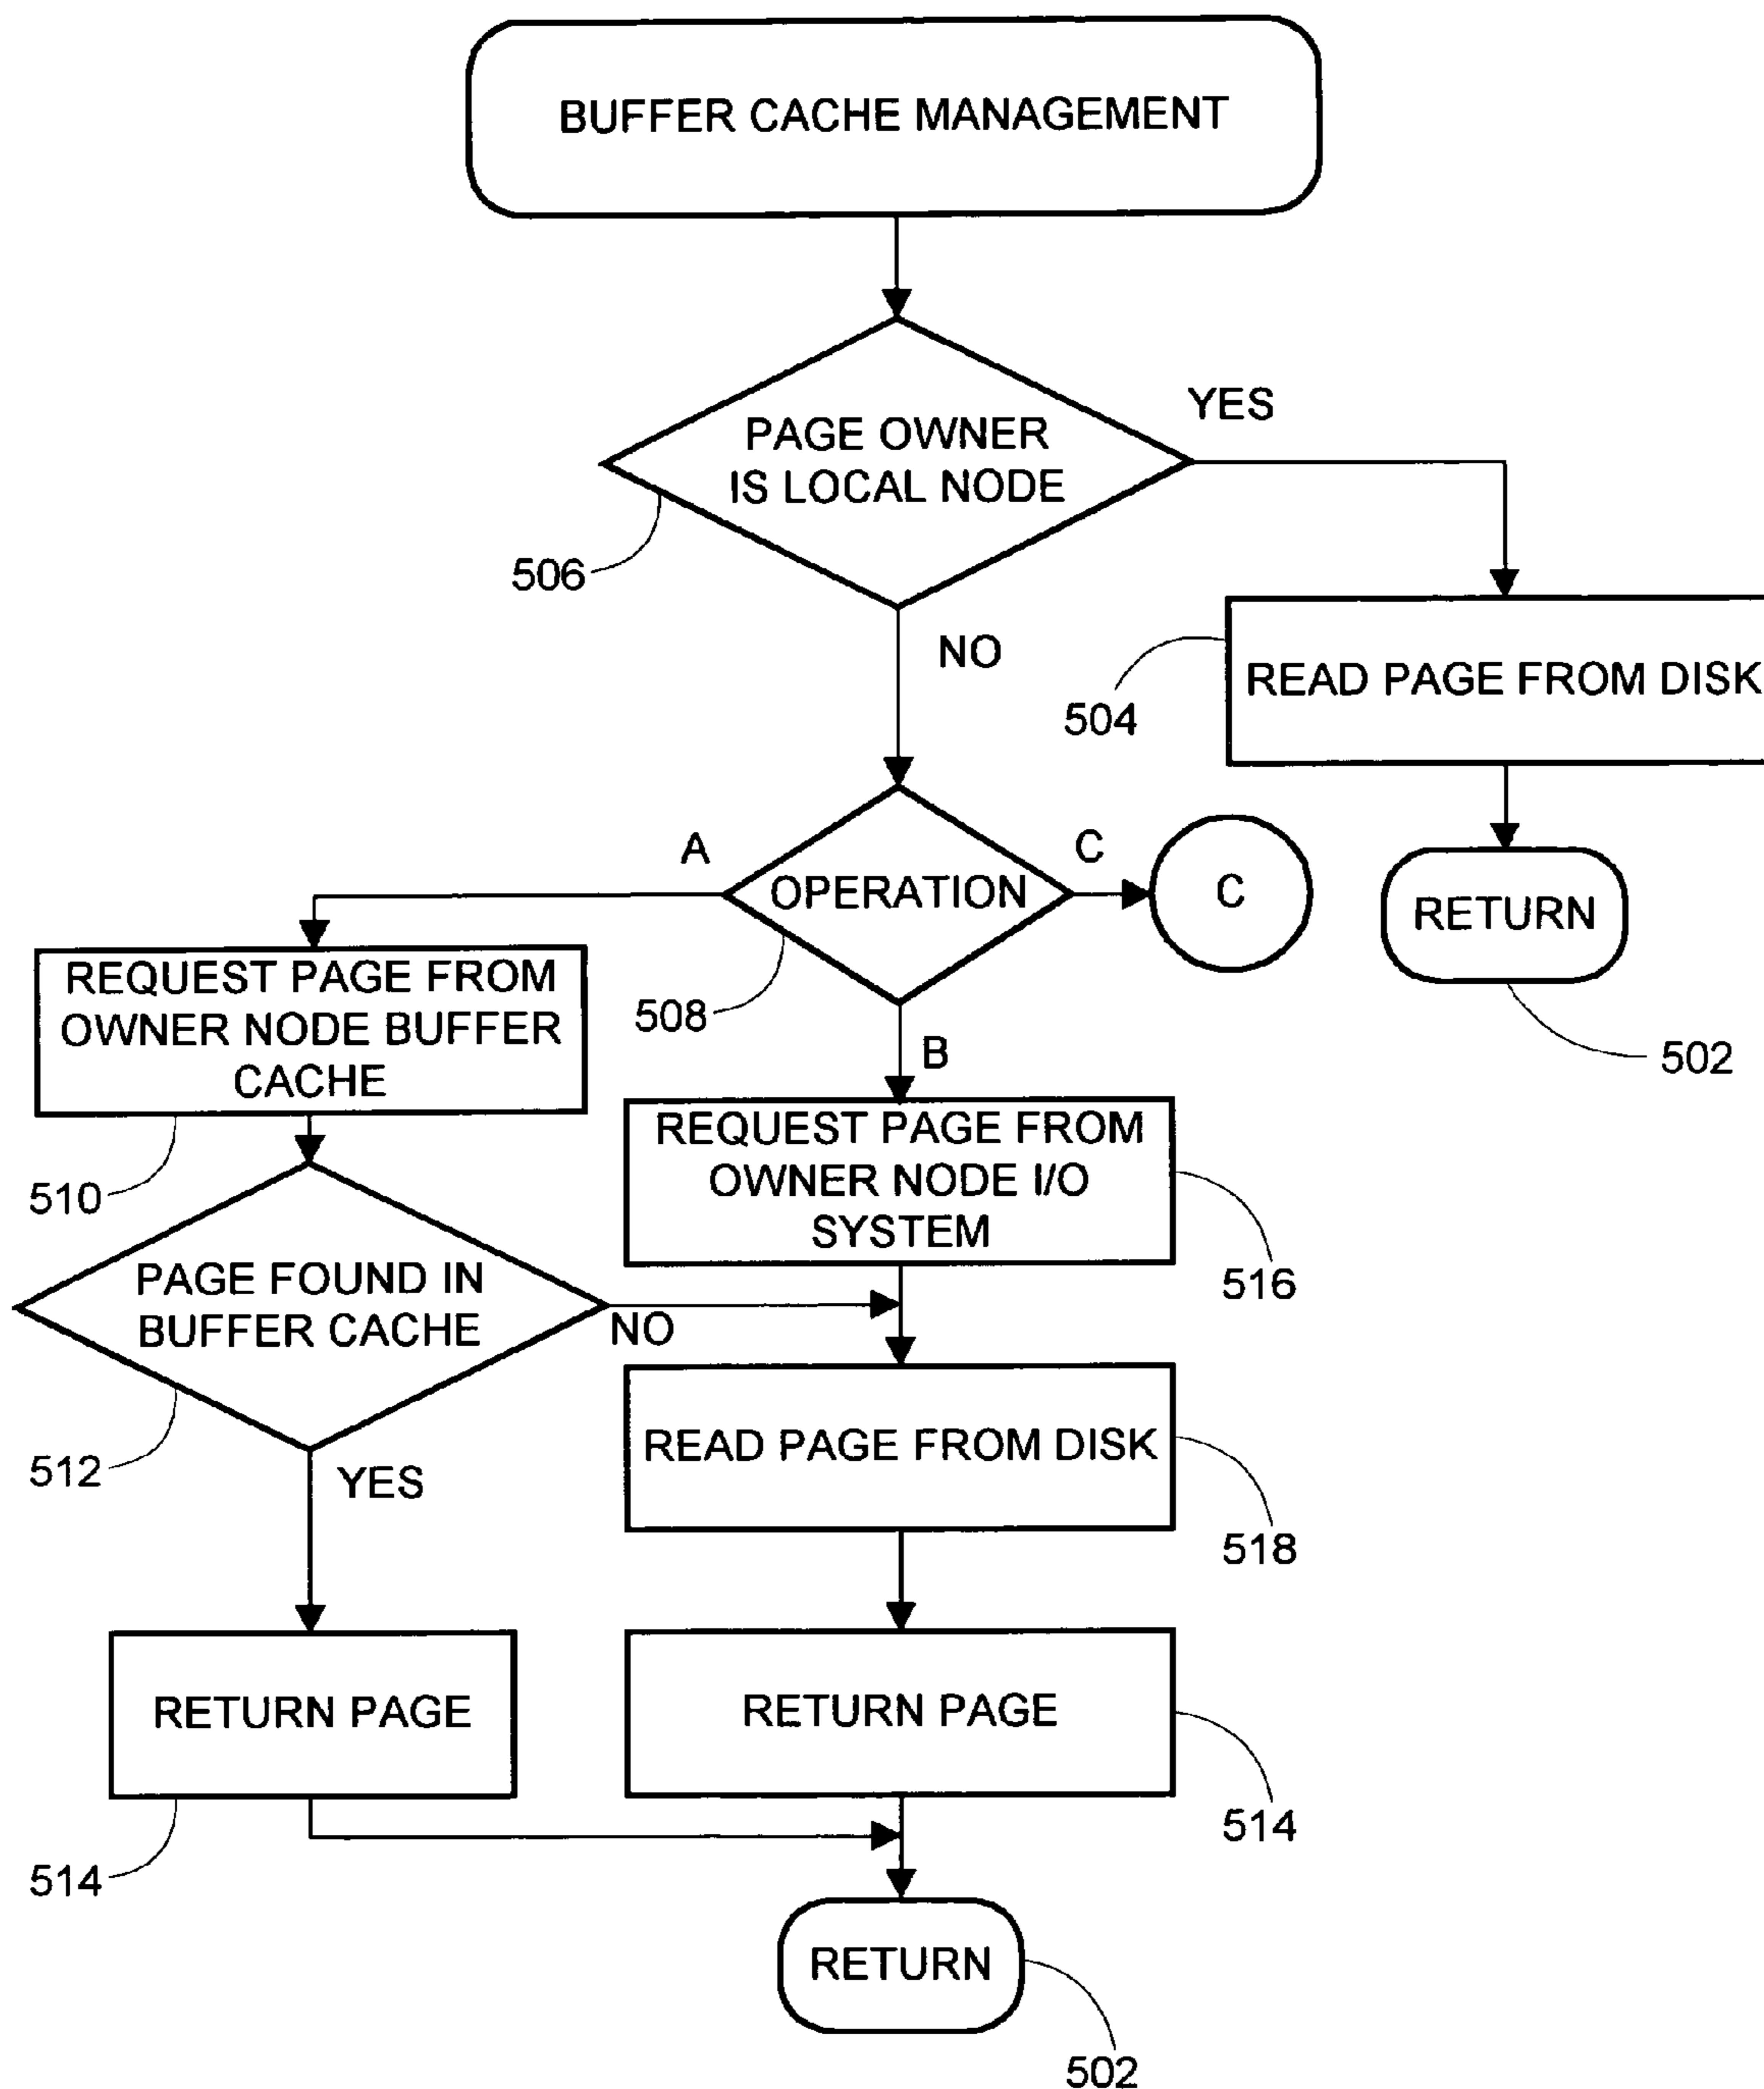 BUFFER CACHE MANAGEMENT
YES
PAGE OWNER
IS LOCAL NODE
506
NO
504
READ PAGE FROM DISK
A
C
OPERATION
C
RETURN
508
502
REQUEST PAGE FROM
OWNER NODE BUFFER
CACHE
B
510
REQUEST PAGE FROM
OWNER NODE I/O
SYSTEM
516
PAGE FOUND IN
BUFFER CACHE
NO
512
YES
READ PAGE FROM DISK
518
RETURN PAGE
RETURN PAGE
514
514
RETURN
502